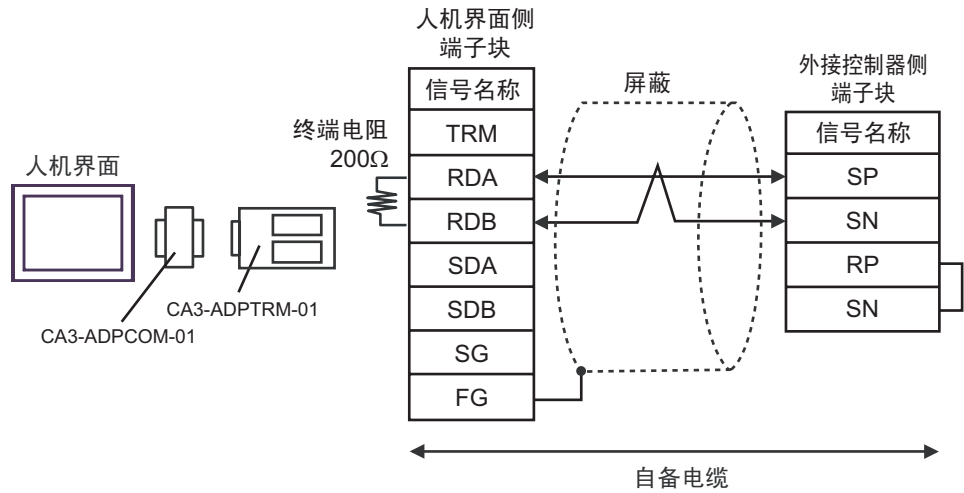 人机界面侧
端子块
信号名称
TRM
RDA
RDB
SDA
SDB
SG
FG
终端电阻
200Ω
人机界面
CA3-ADPTRM-01
CA3-ADPCOM-01
屏蔽
外接控制器侧
端子块
信号名称
SP
SN
RP
SN
自备电缆